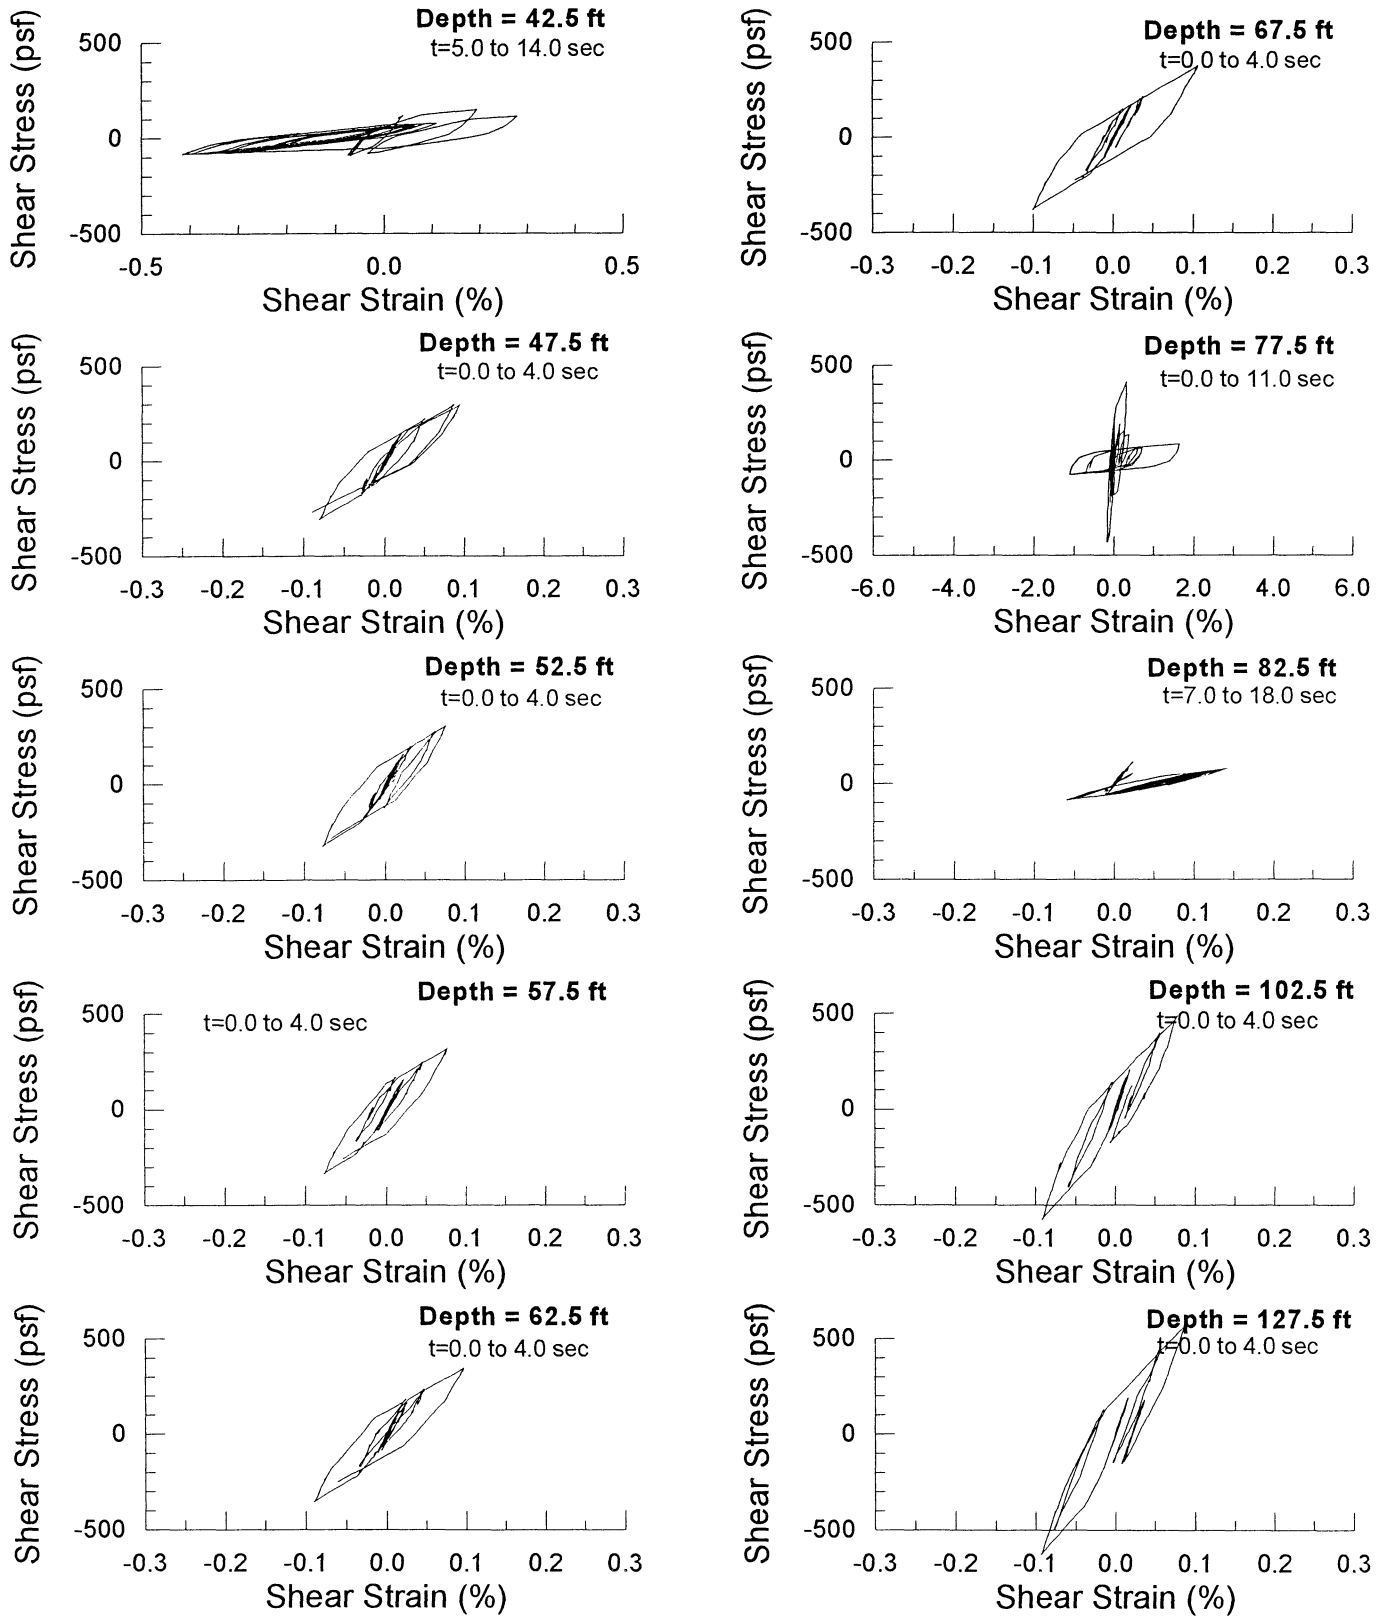 Depth = 42.5 ft
t=5.0 to 14.0 sec
Shear Stress (psf)
500
0
-500
-0.5 0.0 0.5
Shear Strain (%)
Depth = 47.5 ft
t=0.0 to 4.0 sec
Shear Stress (psf)
500
0
-500
-0.3 -0.2 -0.1 0.0 0.1 0.2 0.3
Shear Strain (%)
Depth = 52.5 ft
t=0.0 to 4.0 sec
Shear Stress (psf)
500
0
-500
-0.3 -0.2 -0.1 0.0 0.1 0.2 0.3
Shear Strain (%)
Depth = 57.5 ft
t=0.0 to 4.0 sec
Shear Stress (psf)
500
0
-500
-0.3 -0.2 -0.1 0.0 0.1 0.2 0.3
Shear Strain (%)
Depth = 62.5 ft
t=0.0 to 4.0 sec
Shear Stress (psf)
500
0
-500
-0.3 -0.2 -0.1 0.0 0.1 0.2 0.3
Shear Strain (%)
Depth = 67.5 ft
t=0.0 to 4.0 sec
Shear Stress (psf)
500
0
-500
-0.3 -0.2 -0.1 0.0 0.1 0.2 0.3
Shear Strain (%)
Depth = 77.5 ft
t=0.0 to 11.0 sec
Shear Stress (psf)
500
0
-500
-6.0 -4.0 -2.0 0.0 2.0 4.0 6.0
Shear Strain (%)
Depth = 82.5 ft
t=7.0 to 18.0 sec
Shear Stress (psf)
500
0
-500
-0.3 -0.2 -0.1 0.0 0.1 0.2 0.3
Shear Strain (%)
Depth = 102.5 ft
t=0.0 to 4.0 sec
Shear Stress (psf)
500
0
-500
-0.3 -0.2 -0.1 0.0 0.1 0.2 0.3
Shear Strain (%)
Depth = 127.5 ft
t=0.0 to 4.0 sec
Shear Stress (psf)
500
0
-500
-0.3 -0.2 -0.1 0.0 0.1 0.2 0.3
Shear Strain (%)